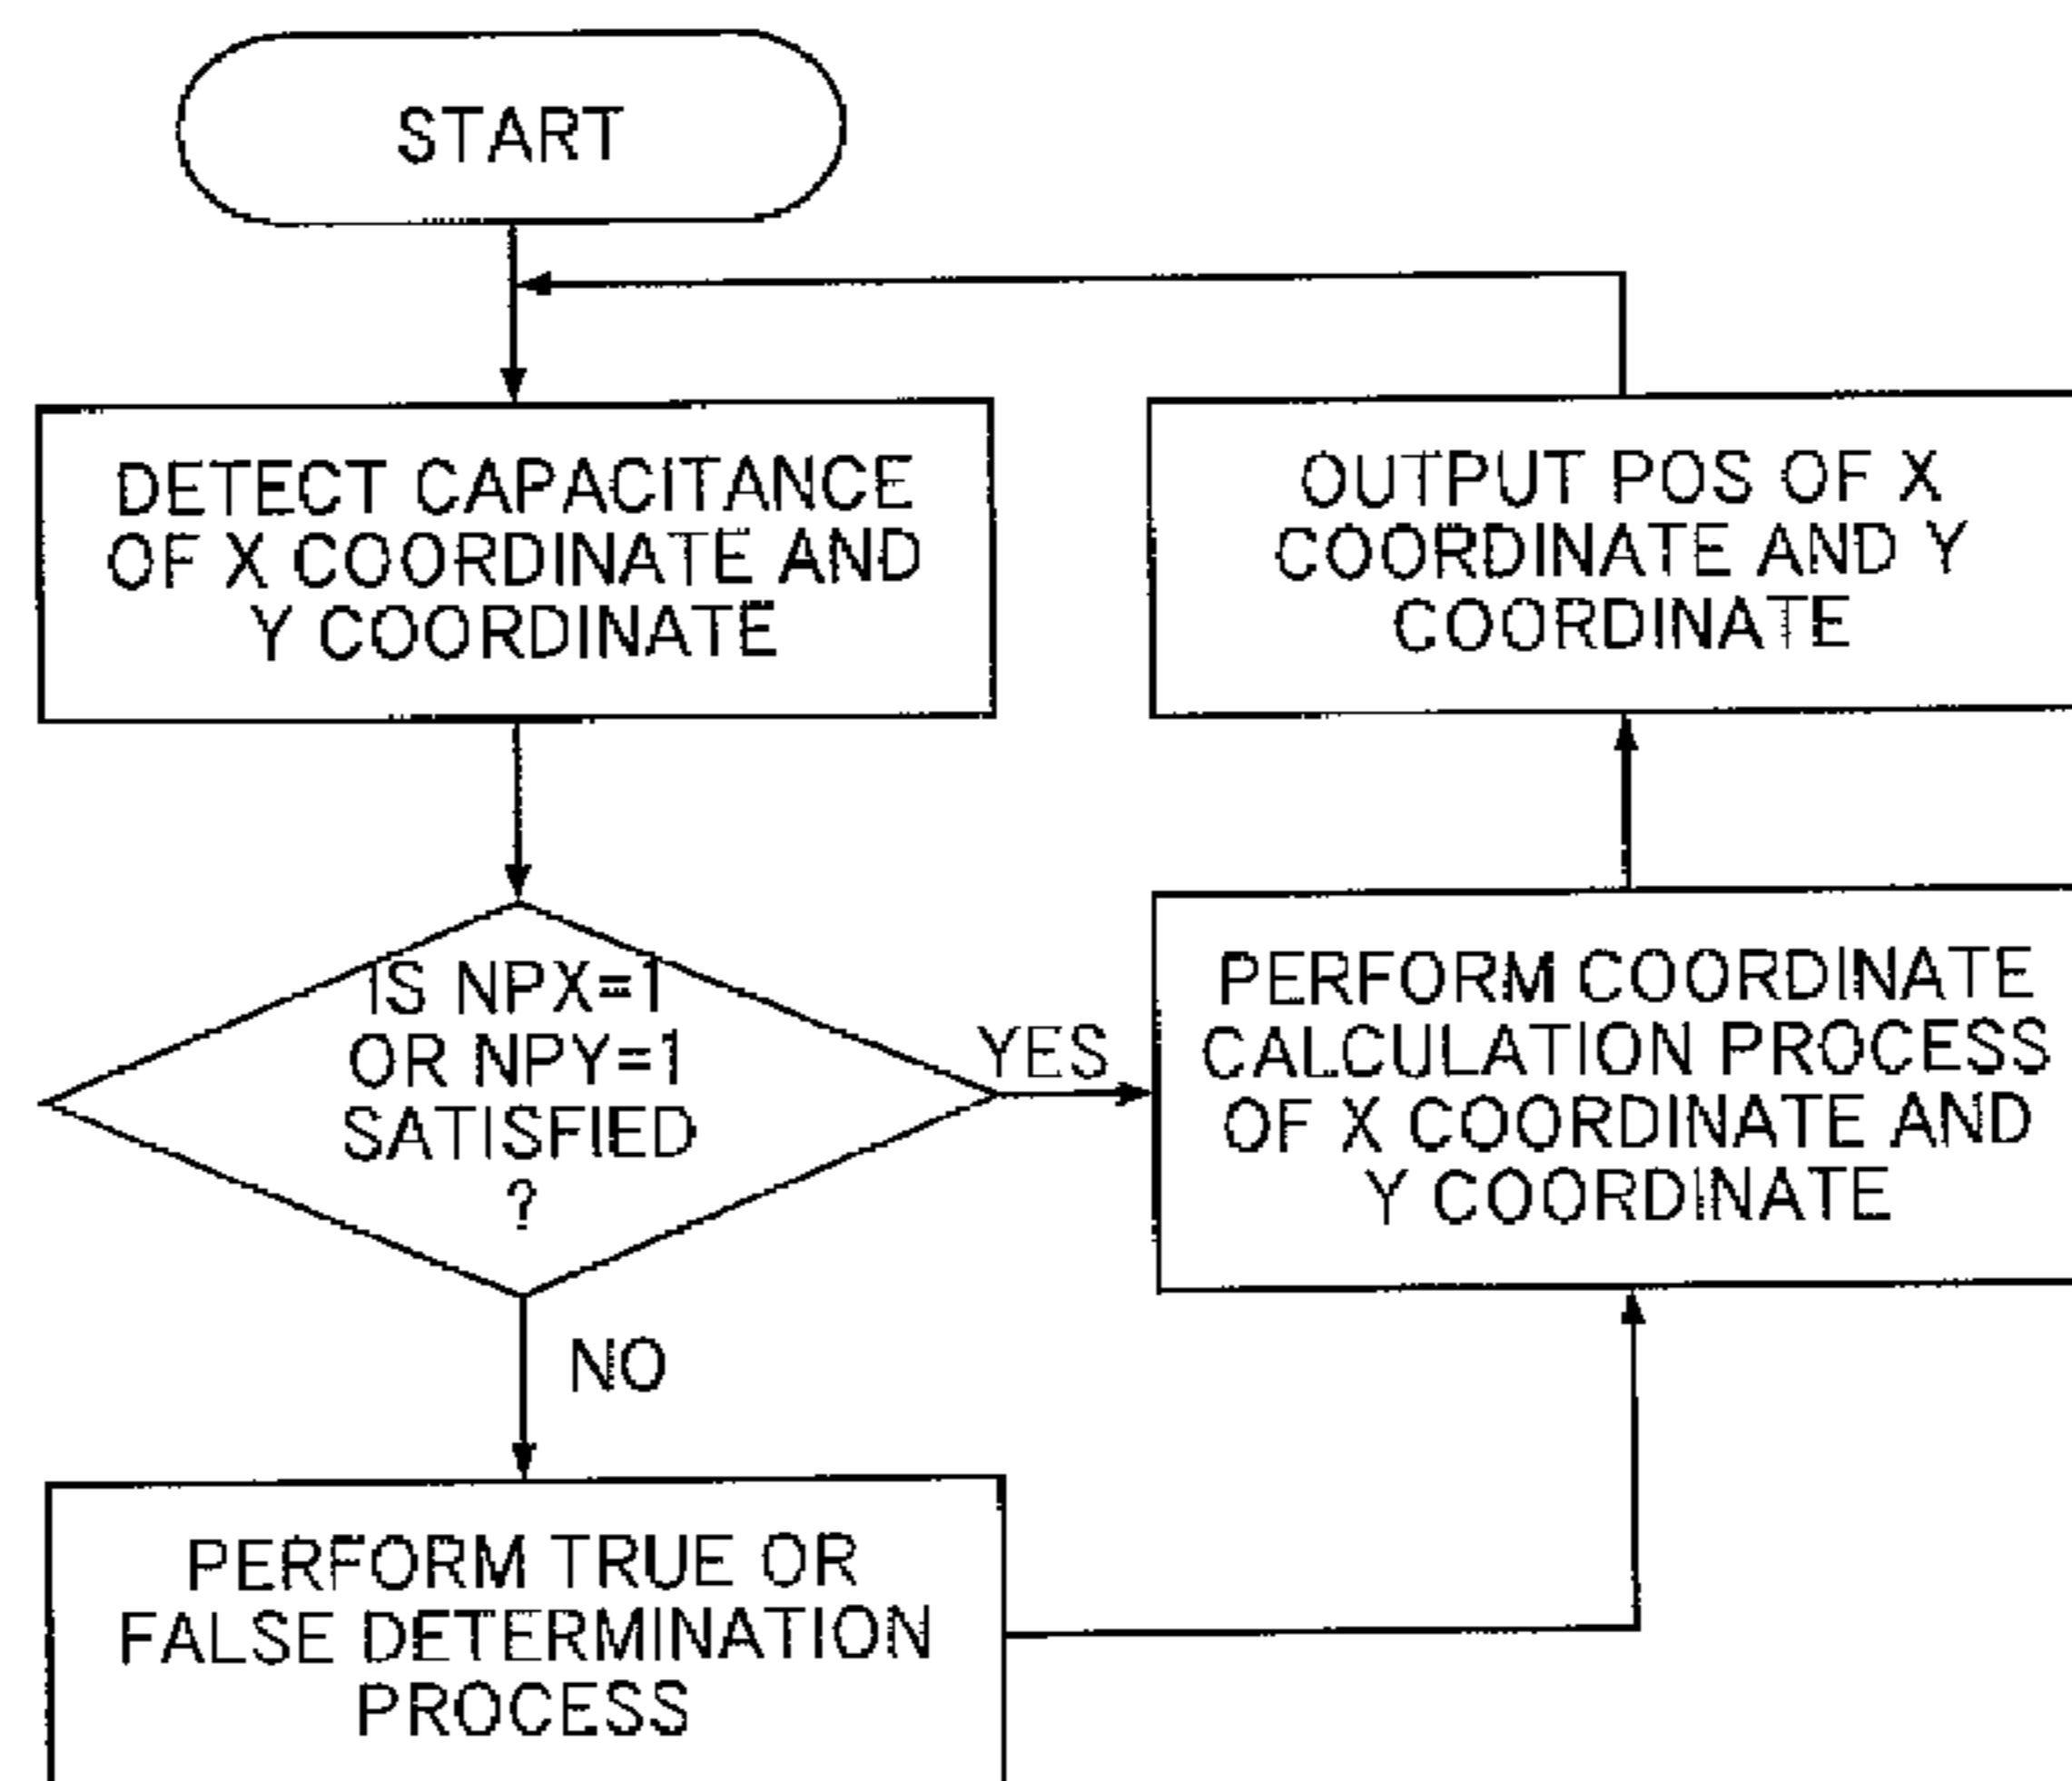 START
DETECT CAPACITANCE
OF X COORDINATE AND
Y COORDINATE
OUTPUT POS OF X
COORDINATE AND Y
COORDINATE
IS NPX=1
OR NPY=1
SATISFIED
?
YES
PERFORM COORDINATE
CALCULATION PROCESS
OF X COORDINATE AND
Y COORDINATE
NO
PERFORM TRUE OR
FALSE DETERMINATION
PROCESS